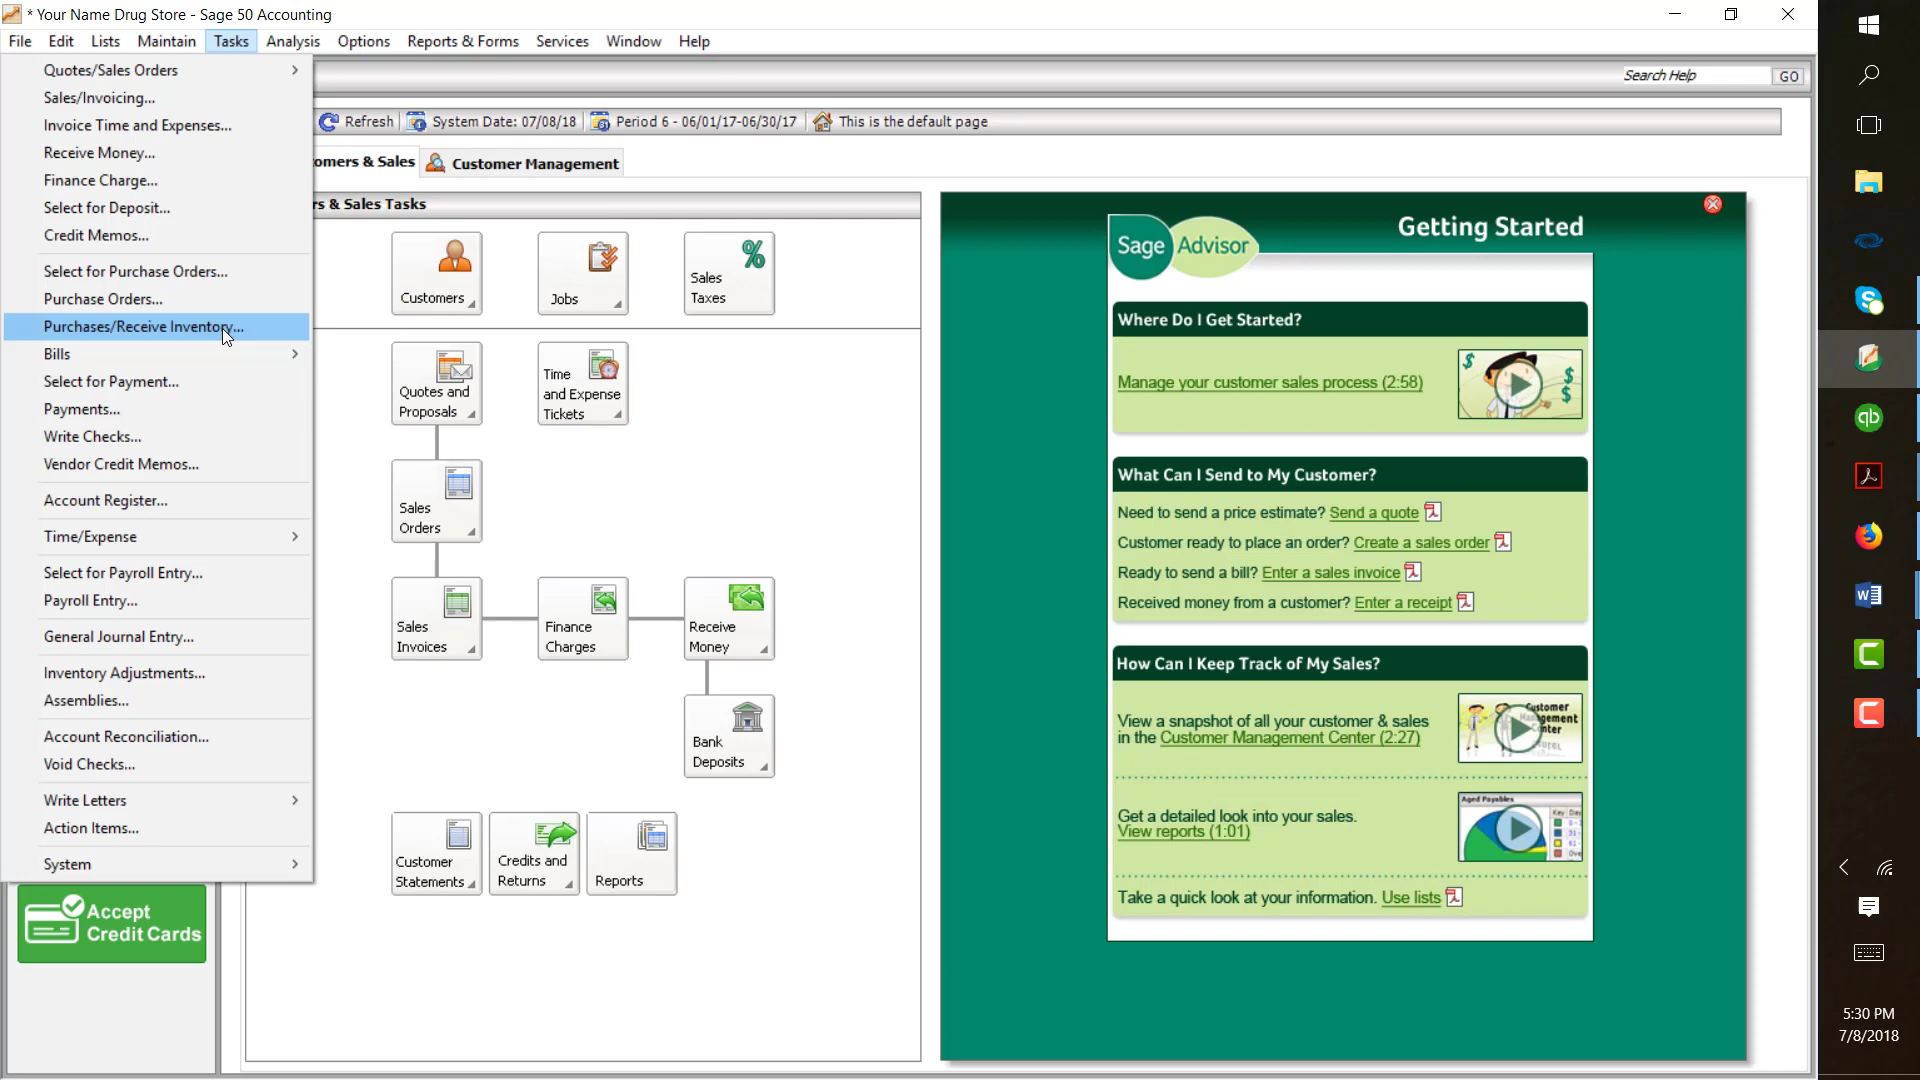 * Your Name Drug Store - Sage 50 Accounting
File Edit Lists Maintain Tasks Analysis Options Reports & Forms Services Window Help
Search Help GO
Refresh System Date: 07/08/18 Period 6 - 06/01/17-06/30/17 This is the default page
omers & Sales Customer Management
rs & Sales Tasks
Quotes/Sales Orders
Sales/Invoicing...
Invoice Time and Expenses...
Receive Money...
Finance Charge...
Select for Deposit...
Credit Memos...
Select for Purchase Orders...
Purchase Orders...
Purchases/Receive Inventory...
Bills
Select for Payment...
Payments...
Write Checks...
Vendor Credit Memos...
Account Register...
Time/Expense
Select for Payroll Entry...
Payroll Entry...
General Journal Entry...
Inventory Adjustments...
Assemblies...
Account Reconciliation...
Void Checks...
Write Letters
Action Items...
System
Accept
Credit Cards
Customers
Jobs
Sales
Taxes
Quotes and
Proposals
Time
and Expense
Tickets
Sales
Orders
Sales
Invoices
Finance
Charges
Receive
Money
Bank
Deposits
Customer
Statements
Credits and
Returns
Reports
Sage Advisor
Getting Started
Where Do I Get Started?
Manage your customer sales process (2:58)
What Can I Send to My Customer?
Need to send a price estimate? Send a quote
Customer ready to place an order? Create a sales order
Ready to send a bill? Enter a sales invoice
Received money from a customer? Enter a receipt
How Can I Keep Track of My Sales?
View a snapshot of all your customer & sales
in the Customer Management Center (2:27)
Customer
Get a detailed look into your sales.
View reports (1:01)
Aged Payables
Take a quick look at your information. Use lists
qb
5:30 PM
7/8/2018